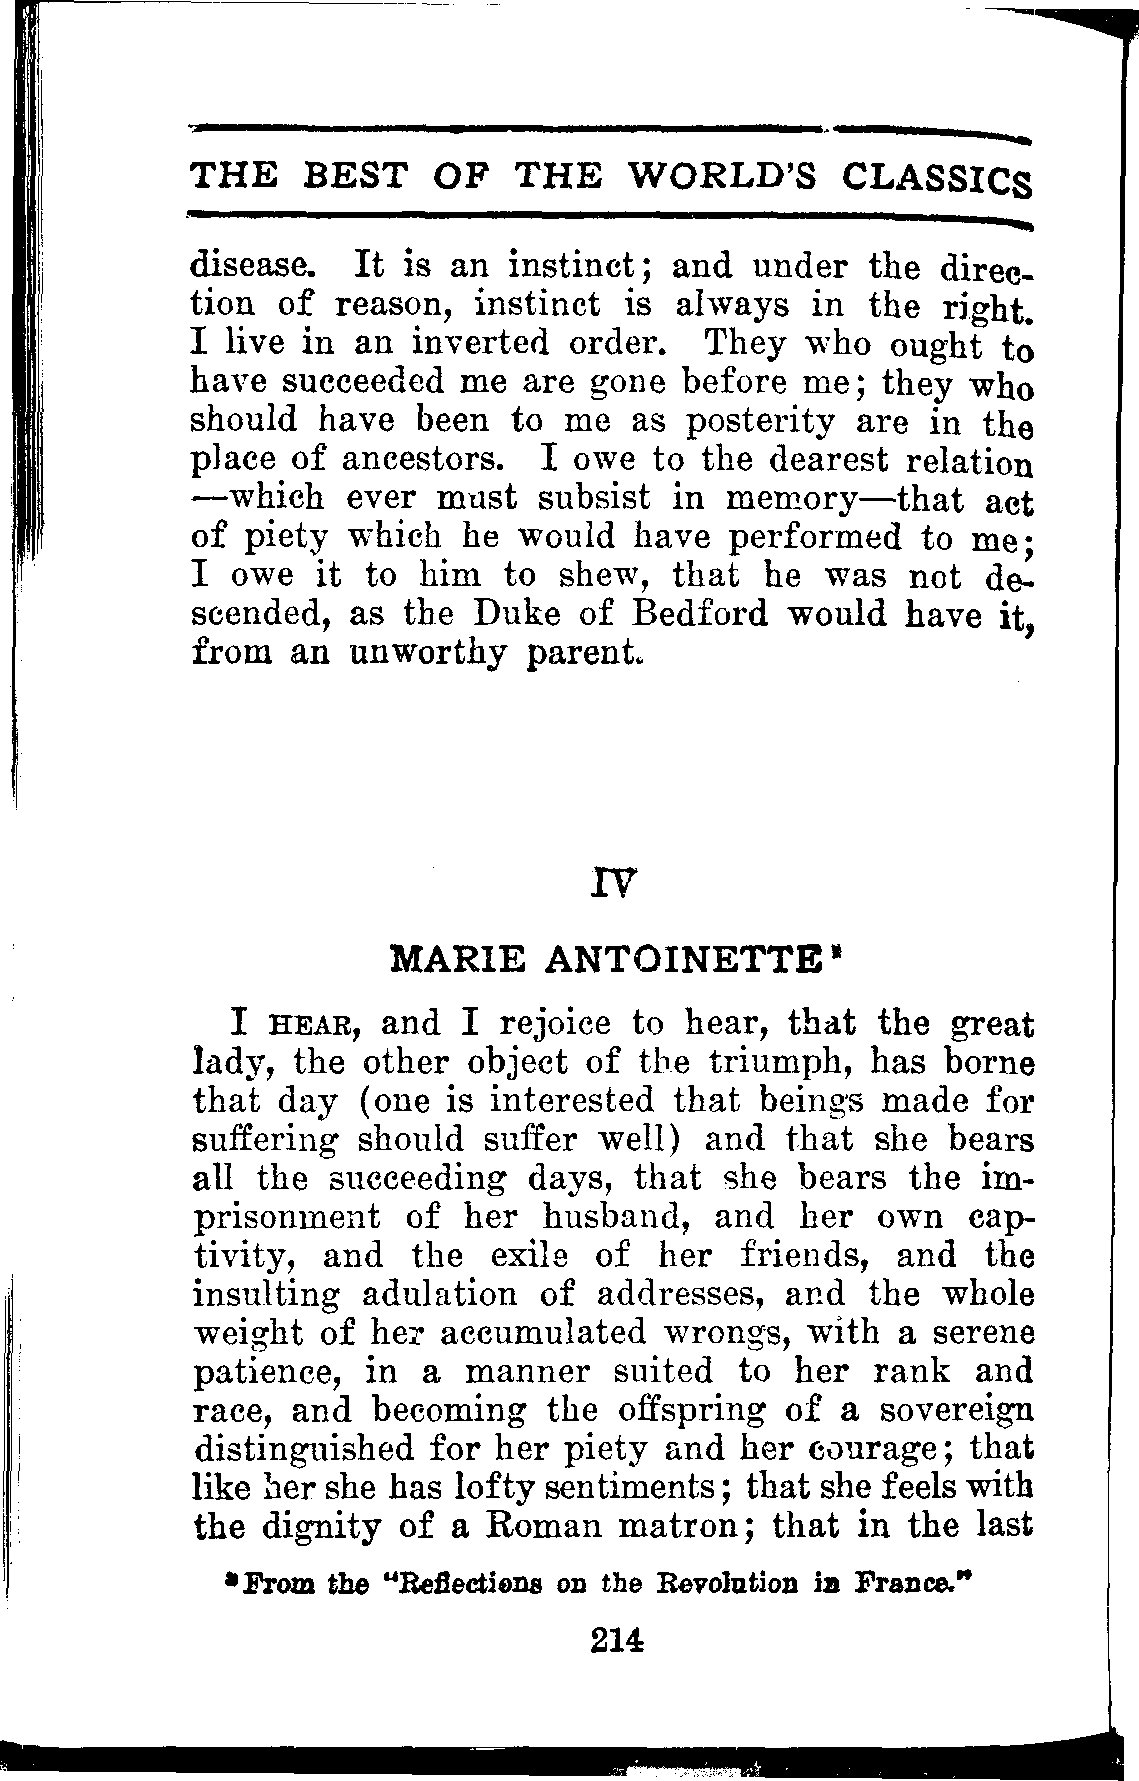 THE BEST OF THE WORLD'S CLASSICS
disease. It is an instinct; and under the direc-
tion of reason, instinct is always in the right.
I live in an inverted order. They who ought to
have succeeded me are gone before me; they who
should have been to me as posterity are in the
place of ancestors. I owe to the dearest relation
—which ever must subsist in memory—that act
of piety which he would have performed to me;
I owe it to him to shew, that he was not de-
scended, as the Duke of Bedford would have it,
from an unworthy parent.
IV
MARIE ANTOINETTE
I HEAR, and I rejoice to hear, that the great
lady, the other object of the triumph, has borne
that day (one is interested that beings made for
suffering should suffer well) and that she bears
all the succeeding days, that she bears the im-
prisonment of her husband, and her own cap-
tivity, and the exile of her friends, and the
insulting adulation of addresses, and the whole
weight of her accumulated wrongs, with a serene
patience, in a manner suited to her rank and
race, and becoming the offspring of a sovereign
distinguished for her piety and her courage; that
like her she has lofty sentiments; that she feels with
the dignity of a Roman matron; that in the last
From the "Reflections on the Revolution in France."
214